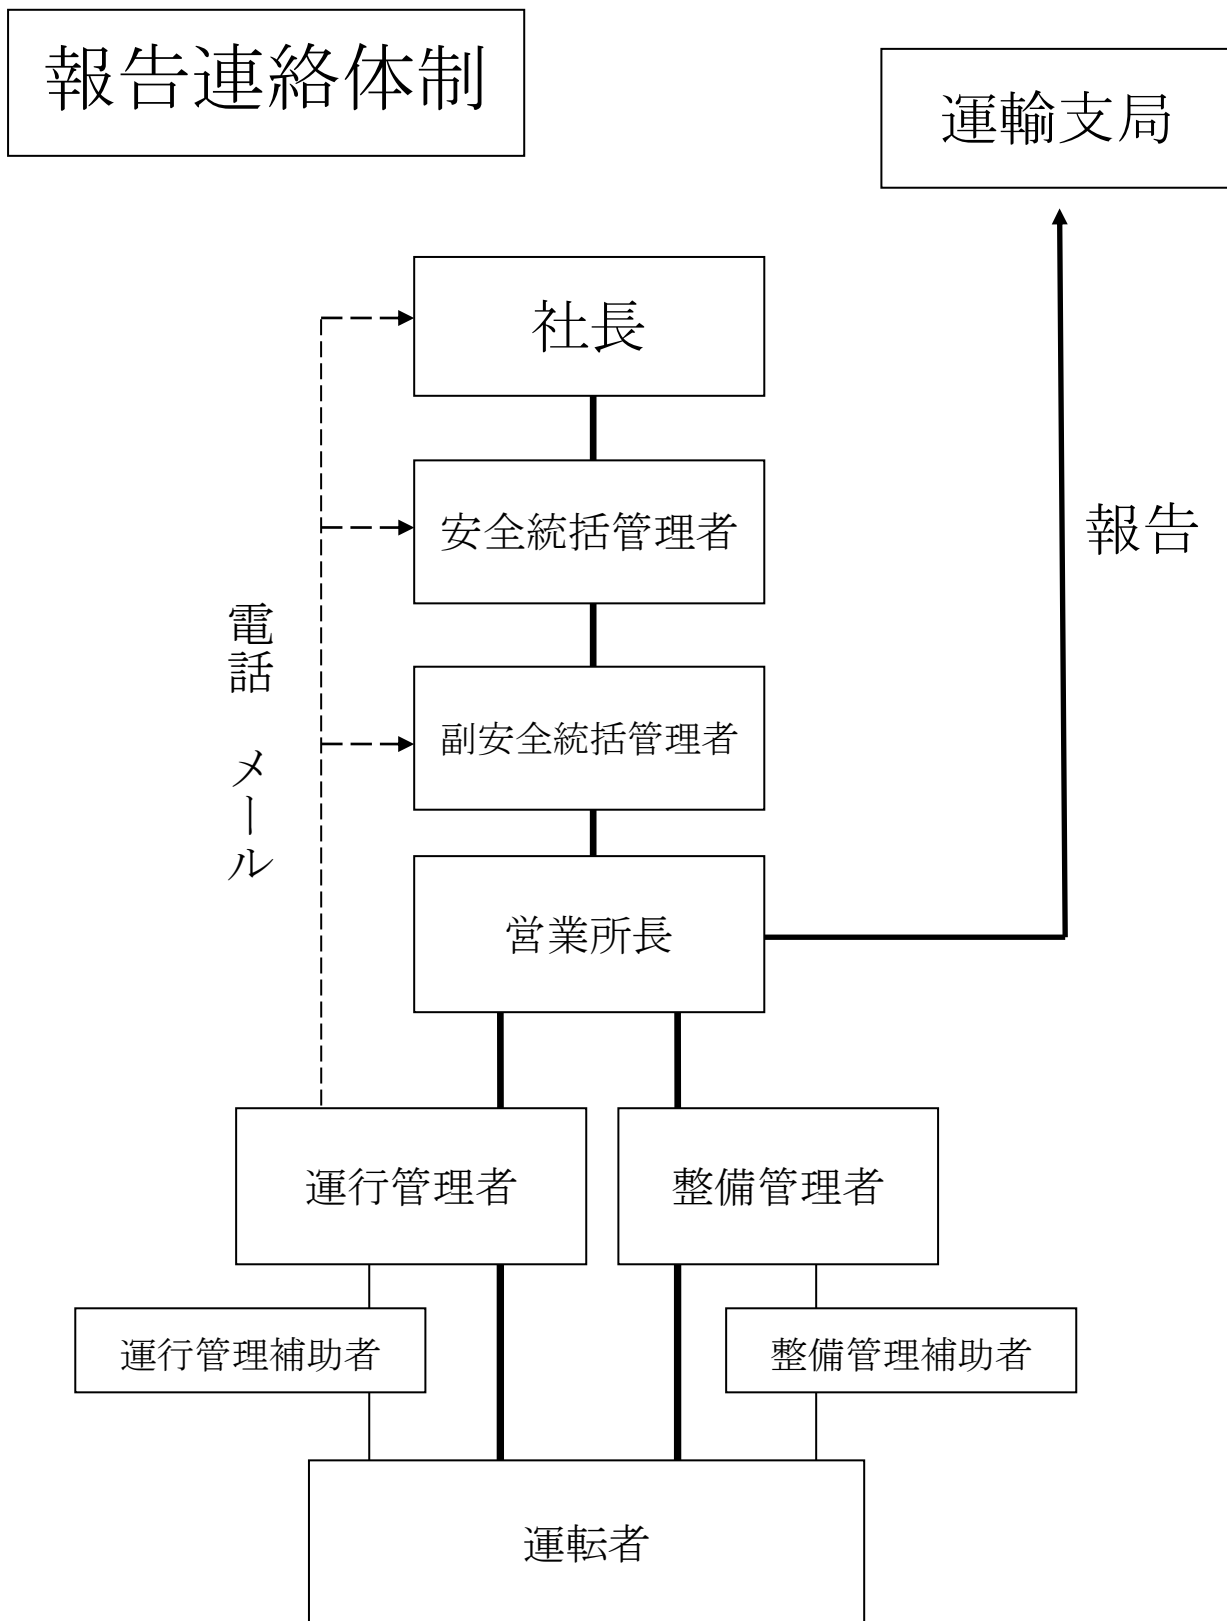 報告連絡体制
運輸支局
社長
安全統括管理者
報告
電話　メール
副安全統括管理者
営業所長
運行管理者
整備管理者
運行管理補助者
整備管理補助者
運転者